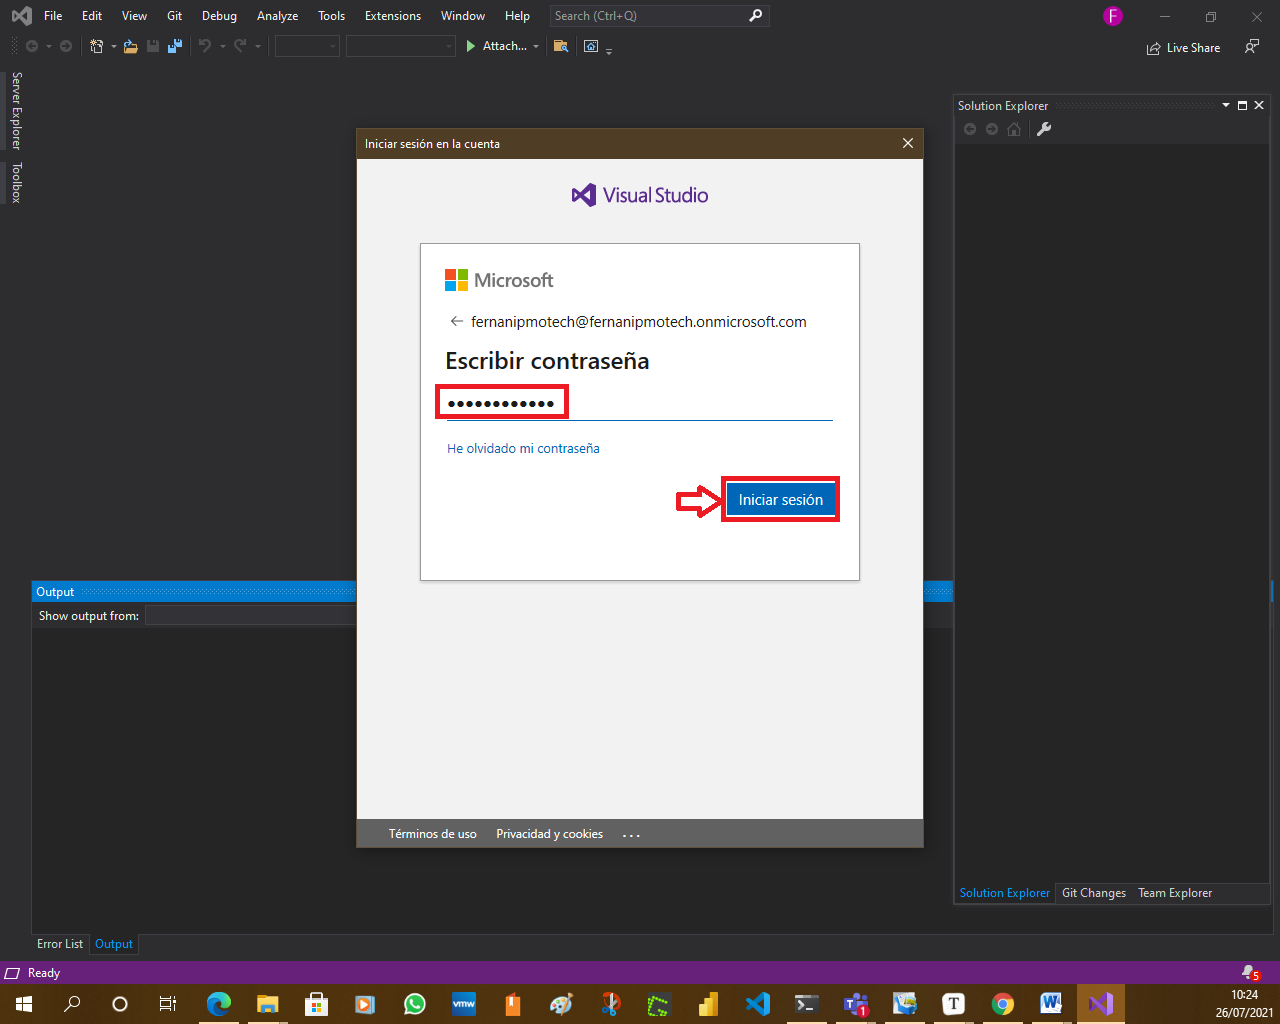 File Edit View Git Debug Analyze Tools Extensions Window Help Search (Ctrl+Q) F
Attach... Live Share
Server Explorer
Toolbox
Solution Explorer
Iniciar sesión en la cuenta
Visual Studio
Microsoft
fernanipmotech@fernanipmotech.onmicrosoft.com
Escribir contraseña
He olvidado mi contraseña
Iniciar sesión
Output
Show output from:
Términos de uso Privacidad y cookies ...
Solution Explorer Git Changes Team Explorer
Error List Output
Ready 5
vmw T 1 T W
10:24
26/07/2021